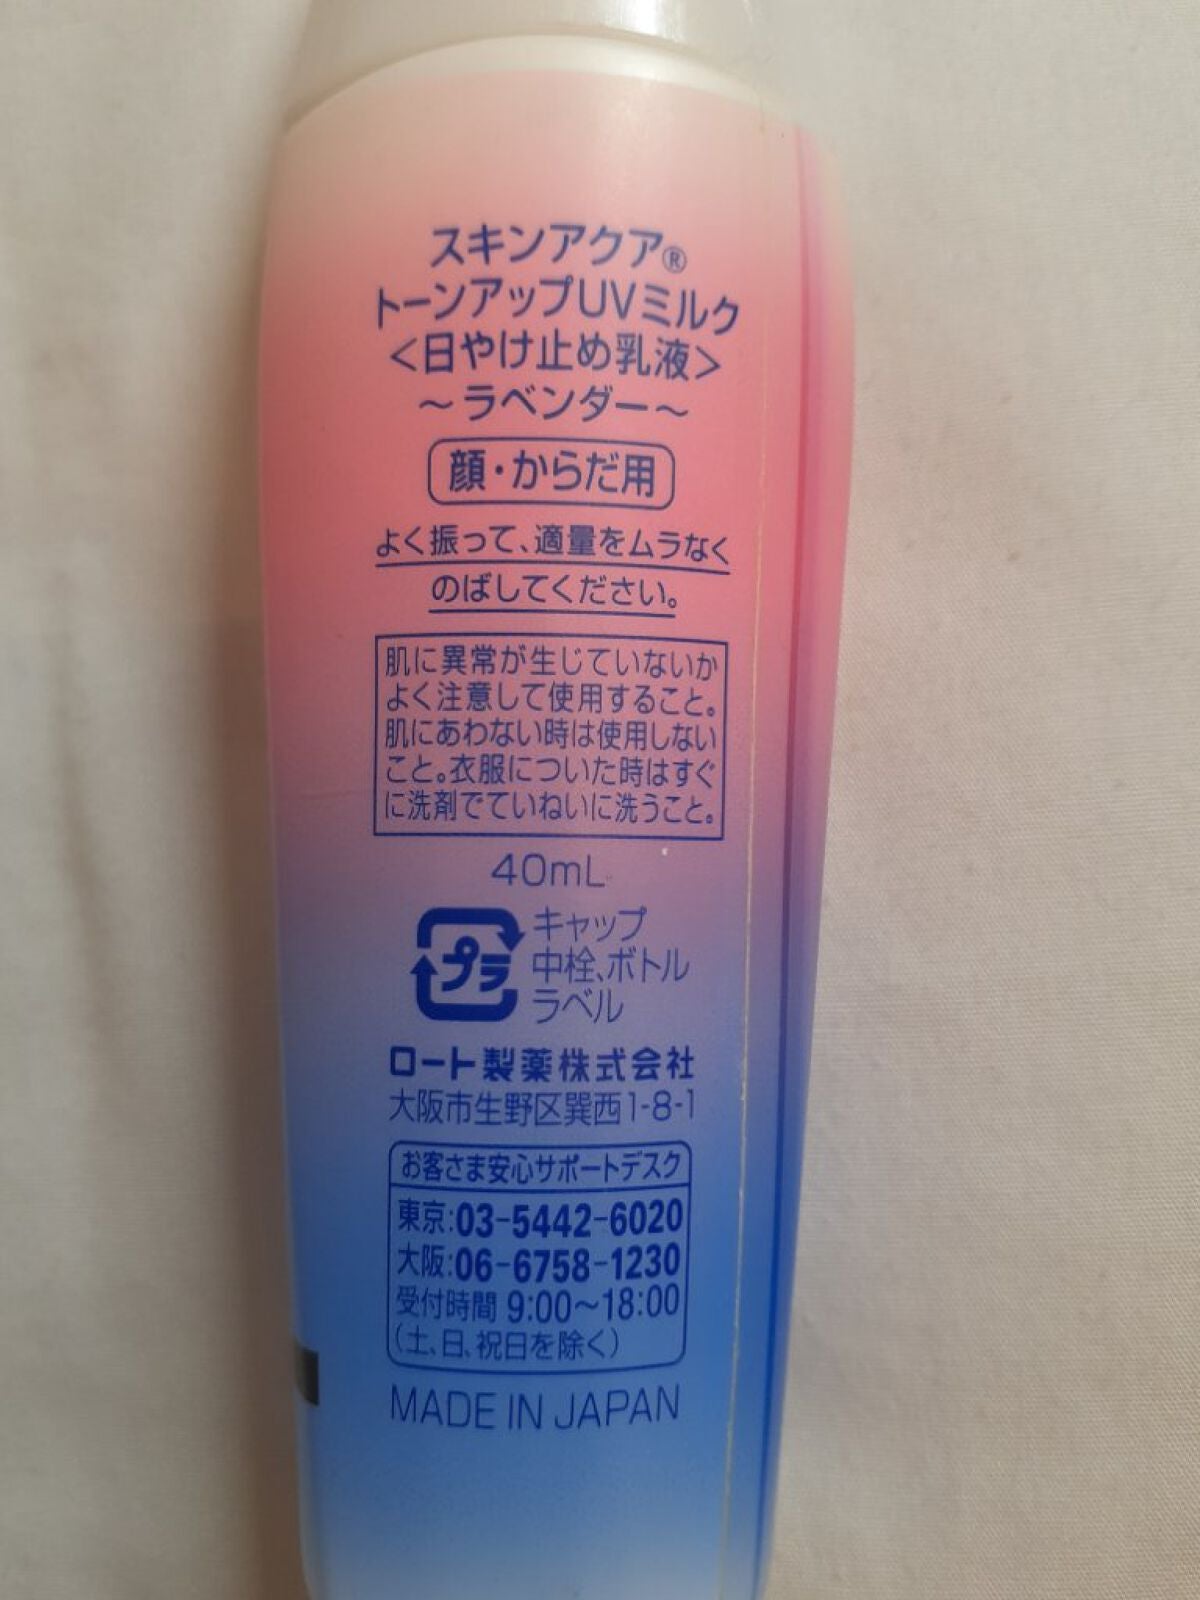 スキンアクア®
トーンアップUVミルク
<日やけ止め乳液>
~ラベンダー~
顔・からだ用
よく振って、適量をムラなく
のばしてください。
肌に異常が生じていないか
よく注意して使用すること。
肌にあわない時は使用しない
こと。衣服についた時はすぐ
に洗剤でていねいに洗うこと。
40mL
プラ
キャップ
中栓、ボトル
ラベル
ロート製薬株式会社
大阪市生野区巽西1-8-1
お客さま安心サポートデスク
東京:03-5442-6020
大阪:06-6758-1230
受付時間 9:00~18:00
(土、日、祝日を除く)
MADE IN JAPAN